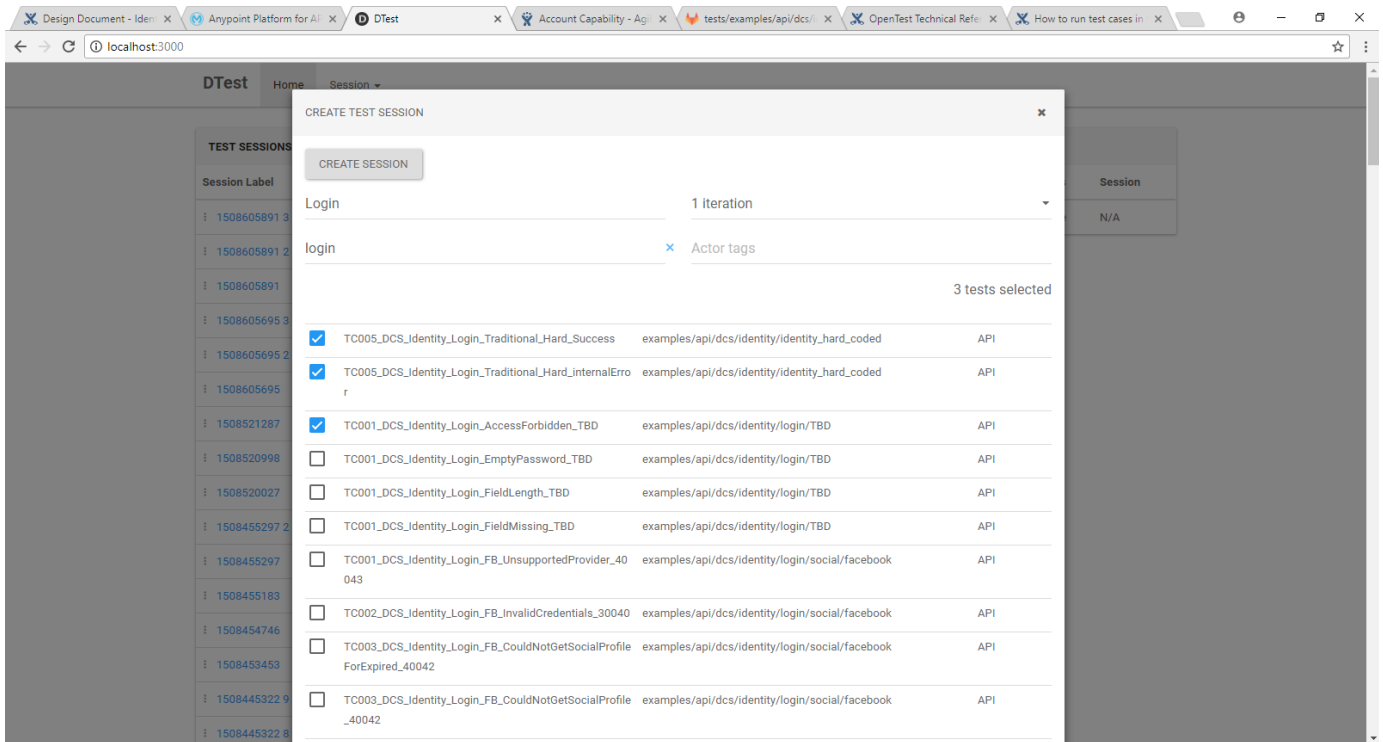 Design Document - Iden
Anypoint Platform for AP
DTest
Account Capability - Agil
tests/examples/api/dcs/i
OpenTest Technical Refer
How to run test cases in
localhost:3000
DTest
Home
Session
CREATE TEST SESSION
TEST SESSIONS
CREATE SESSION
Session Label
Session
Login
1 iteration
1508605891 3
N/A
1508605891 2
login
Actor tags
1508605891
3 tests selected
1508605695 3
TC005_DCS_Identity_Login_Traditional_Hard_Success examples/api/dcs/identity/identity_hard_coded API
1508605695 2
TC005_DCS_Identity_Login_Traditional_Hard_internalErro examples/api/dcs/identity/identity_hard_coded API
r
1508605695
1508521287
TC001_DCS_Identity_Login_AccessForbidden_TBD examples/api/dcs/identity/login/TBD API
1508520998
TC001_DCS_Identity_Login_EmptyPassword_TBD examples/api/dcs/identity/login/TBD API
1508520027
TC001_DCS_Identity_Login_FieldLength_TBD examples/api/dcs/identity/login/TBD API
1508455297 2
TC001_DCS_Identity_Login_FieldMissing_TBD examples/api/dcs/identity/login/TBD API
1508455297
TC001_DCS_Identity_Login_FB_UnsupportedProvider_40 examples/api/dcs/identity/login/social/facebook API
043
1508455183
TC002_DCS_Identity_Login_FB_InvalidCredentials_30040 examples/api/dcs/identity/login/social/facebook API
1508454746
TC003_DCS_Identity_Login_FB_CouldNotGetSocialProfile examples/api/dcs/identity/login/social/facebook API
ForExpired_40042
1508453453
1508445322 9
TC003_DCS_Identity_Login_FB_CouldNotGetSocialProfile examples/api/dcs/identity/login/social/facebook API
_40042
1508445322 8